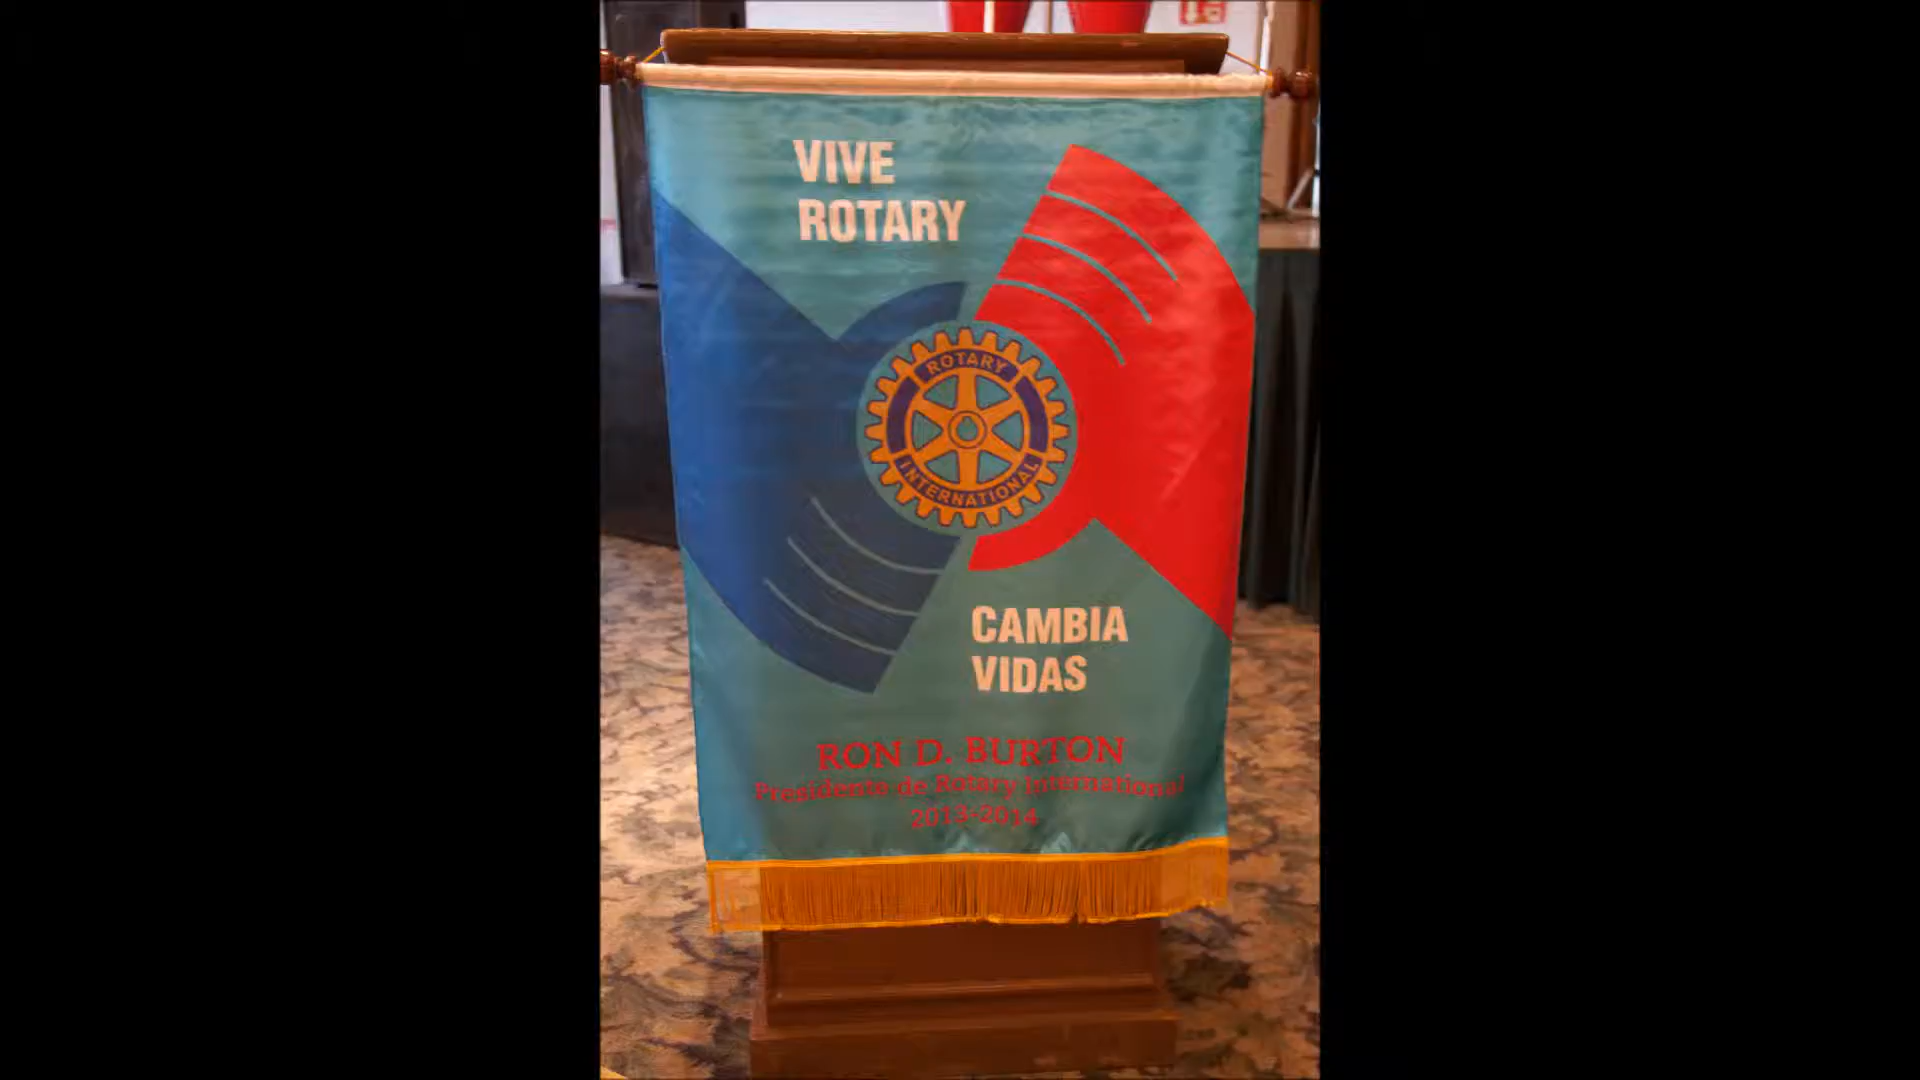 VIVE
ROTARY
ROTARY
INTERNATIONAL
CAMBIA
VIDAS
RON D. BURTON
Presidente de Rotary International
2013-2014